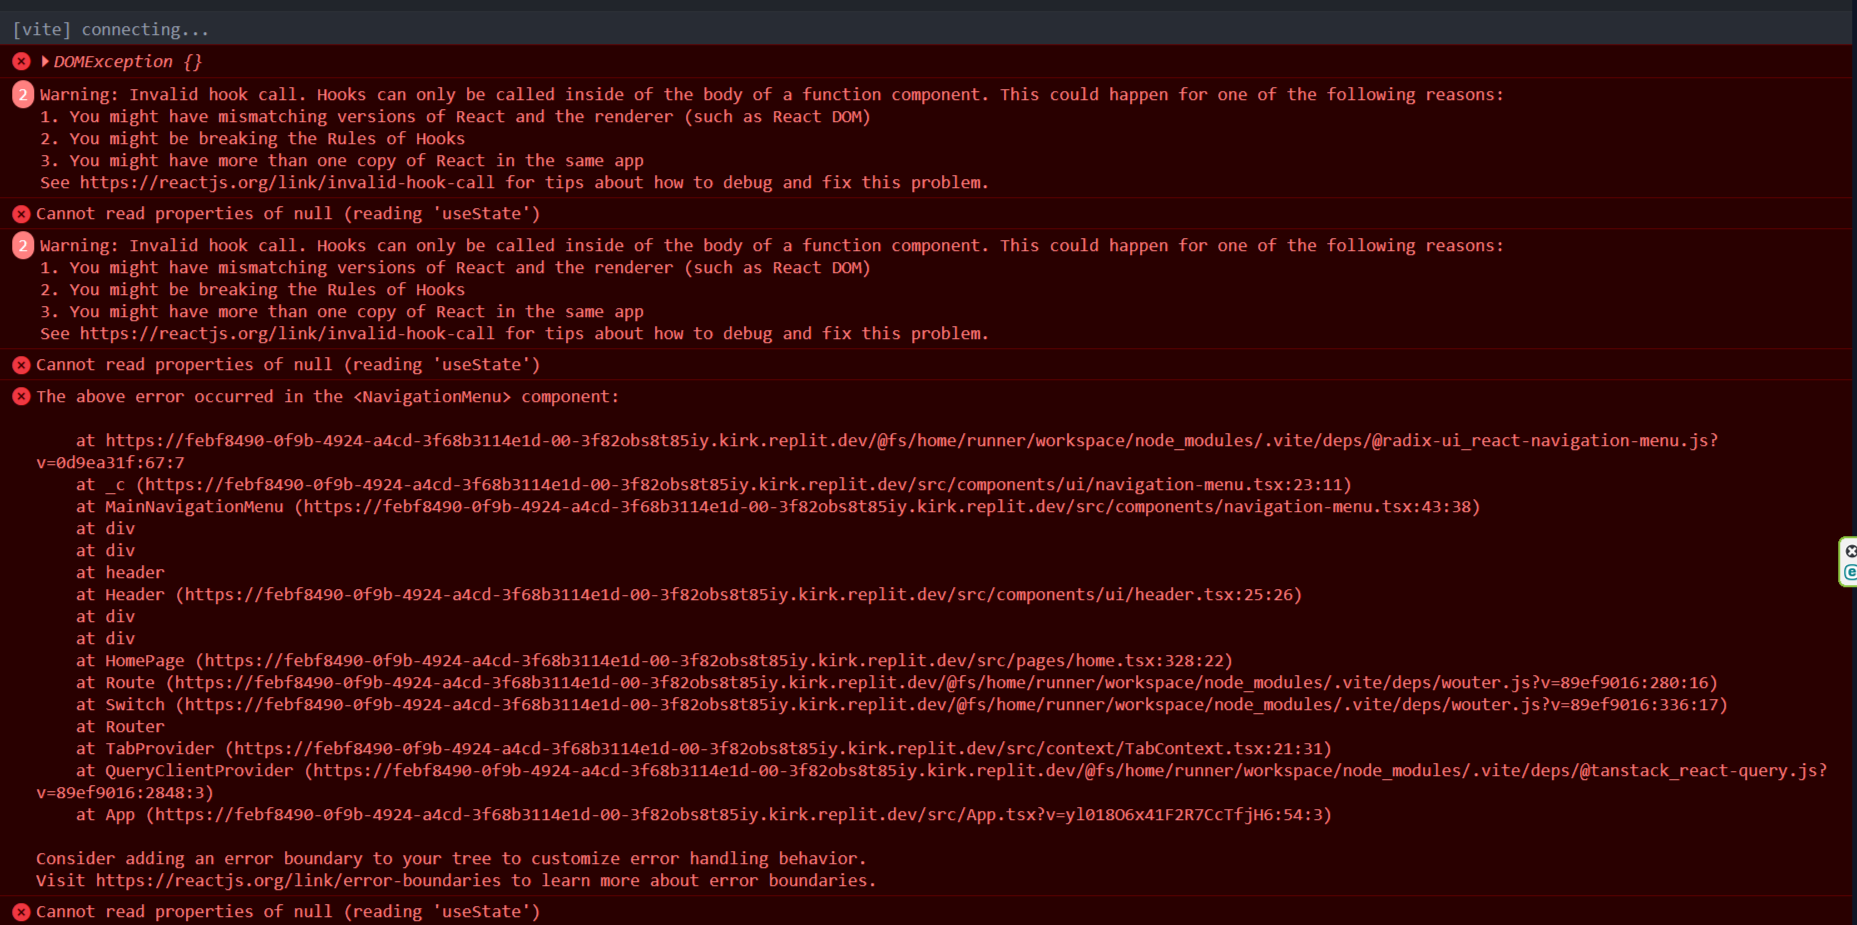 [vite] connecting...
DOMException {}
2 Warning: Invalid hook call. Hooks can only be called inside of the body of a function component. This could happen for one of the following reasons:
1. You might have mismatching versions of React and the renderer (such as React DOM)
2. You might be breaking the Rules of Hooks
3. You might have more than one copy of React in the same app
See https://reactjs.org/link/invalid-hook-call for tips about how to debug and fix this problem.
Cannot read properties of null (reading 'useState')
2 Warning: Invalid hook call. Hooks can only be called inside of the body of a function component. This could happen for one of the following reasons:
1. You might have mismatching versions of React and the renderer (such as React DOM)
2. You might be breaking the Rules of Hooks
3. You might have more than one copy of React in the same app
See https://reactjs.org/link/invalid-hook-call for tips about how to debug and fix this problem.
Cannot read properties of null (reading 'useState')
The above error occurred in the <NavigationMenu> component:
at https://febf8490-0f9b-4924-a4cd-3f68b3114e1d-00-3f82obs8t85iy.kirk.replit.dev/@fs/home/runner/workspace/node_modules/.vite/deps/@radix-ui_react-navigation-menu.js?
v=0d9ea31f:67:7
at _c (https://febf8490-0f9b-4924-a4cd-3f68b3114e1d-00-3f82obs8t85iy.kirk.replit.dev/src/components/ui/navigation-menu.tsx:23:11)
at MainNavigationMenu (https://febf8490-0f9b-4924-a4cd-3f68b3114e1d-00-3f82obs8t85iy.kirk.replit.dev/src/components/navigation-menu.tsx:43:38)
at div
at div
at header
at Header (https://febf8490-0f9b-4924-a4cd-3f68b3114e1d-00-3f82obs8t85iy.kirk.replit.dev/src/components/ui/header.tsx:25:26)
at div
at div
at HomePage (https://febf8490-0f9b-4924-a4cd-3f68b3114e1d-00-3f82obs8t85iy.kirk.replit.dev/src/pages/home.tsx:328:22)
at Route (https://febf8490-0f9b-4924-a4cd-3f68b3114e1d-00-3f82obs8t85iy.kirk.replit.dev/@fs/home/runner/workspace/node_modules/.vite/deps/wouter.js?v=89ef9016:280:16)
at Switch (https://febf8490-0f9b-4924-a4cd-3f68b3114e1d-00-3f82obs8t85iy.kirk.replit.dev/@fs/home/runner/workspace/node_modules/.vite/deps/wouter.js?v=89ef9016:336:17)
at Router
at TabProvider (https://febf8490-0f9b-4924-a4cd-3f68b3114e1d-00-3f82obs8t85iy.kirk.replit.dev/src/context/TabContext.tsx:21:31)
at QueryClientProvider (https://febf8490-0f9b-4924-a4cd-3f68b3114e1d-00-3f82obs8t85iy.kirk.replit.dev/@fs/home/runner/workspace/node_modules/.vite/deps/@tanstack_react-query.js?
v=89ef9016:2848:3)
at App (https://febf8490-0f9b-4924-a4cd-3f68b3114e1d-00-3f82obs8t85iy.kirk.replit.dev/src/App.tsx?v=yl018O6x41F2R7CcTfjH6:54:3)
Consider adding an error boundary to your tree to customize error handling behavior.
Visit https://reactjs.org/link/error-boundaries to learn more about error boundaries.
Cannot read properties of null (reading 'useState')